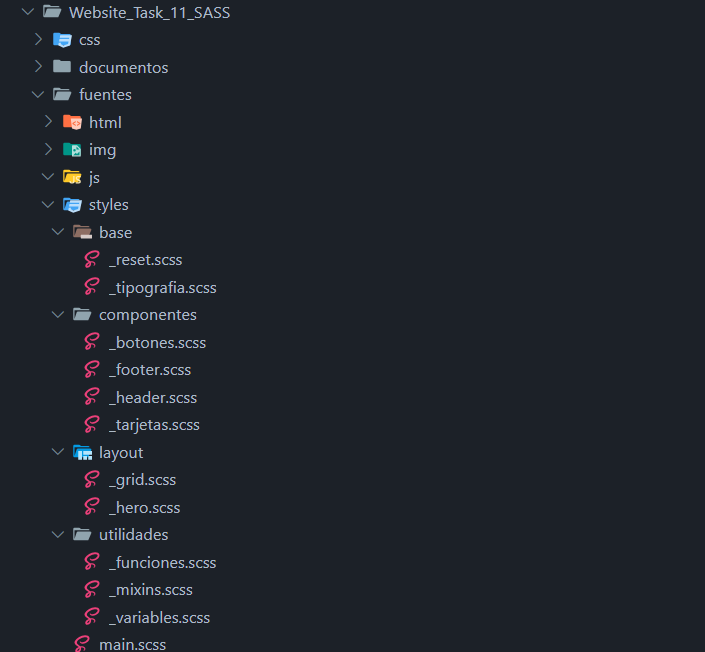 Website_Task_11_SASS
css
documentos
fuentes
html
img
js
styles
base
_reset.scss
_tipografia.scss
componentes
_botones.scss
_footer.scss
_header.scss
_tarjetas.scss
layout
_grid.scss
_hero.scss
utilidades
_funciones.scss
_mixins.scss
_variables.scss
main.scss